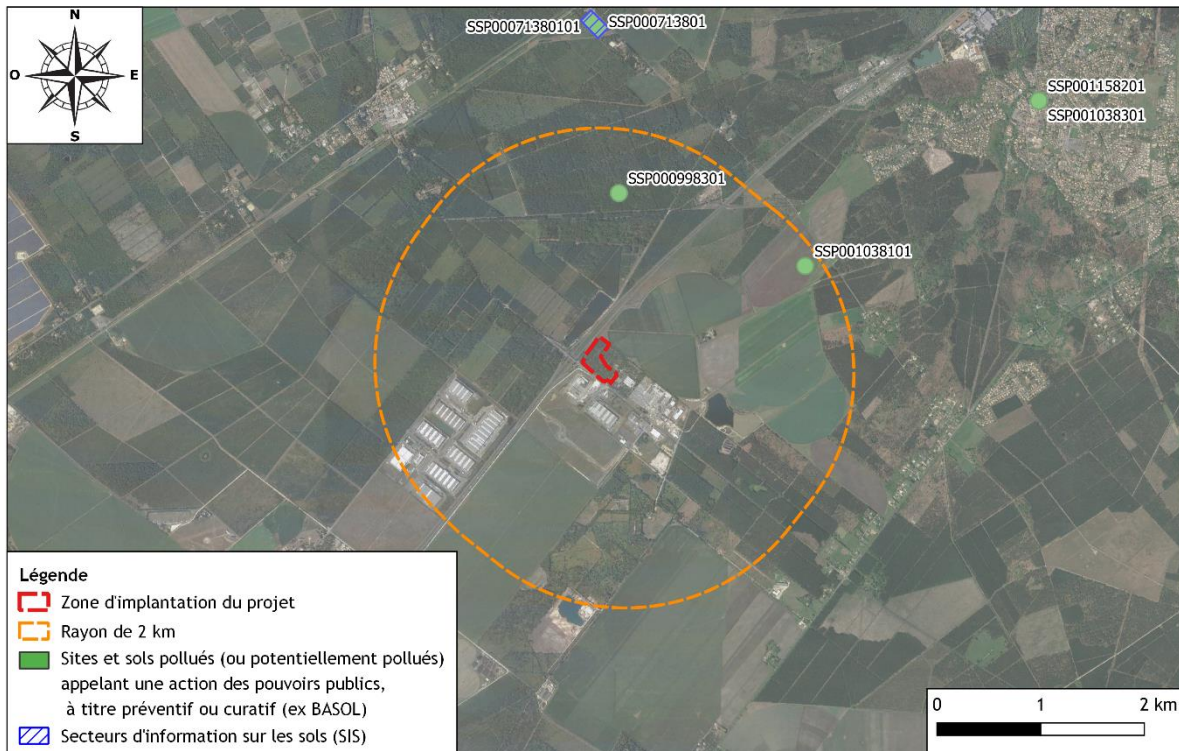 N
O
E
S
SSP00071380101
SSP000713801
SSP001158201
SSP001038301
SSP000998301
SSP001038101
Légende
Zone d'implantation du projet
Rayon de 2 km
Sites et sols pollués (ou potentiellement pollués)
appelant une action des pouvoirs publics,
à titre préventif ou curatif (ex BASOL)
Secteurs d'information sur les sols (SIS)
0 1 2 km